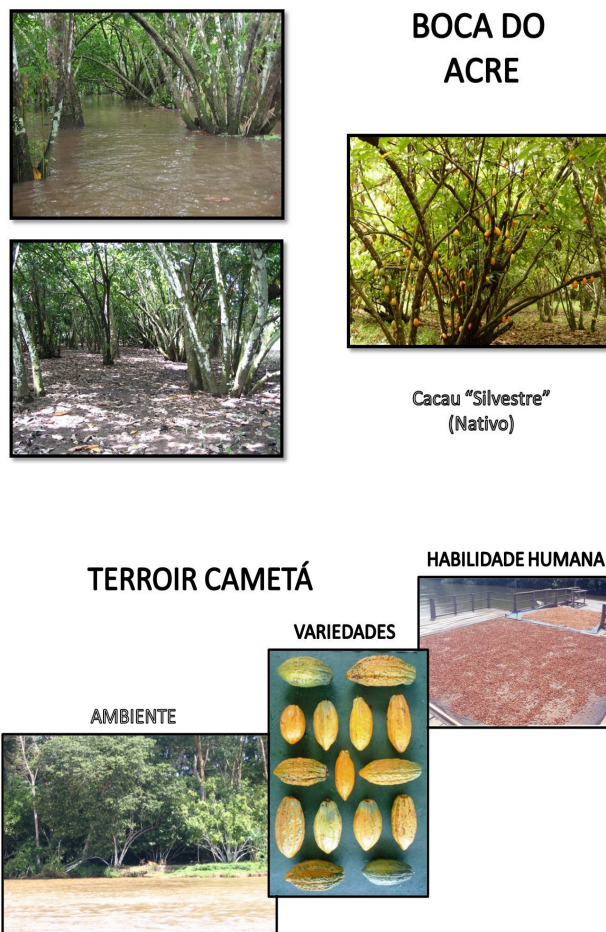 BOCA DO
ACRE
Cacau “Silvestre”
(Nativo)
TERROIR CAMETÁ
HABILIDADE HUMANA
VARIEDADES
AMBIENTE